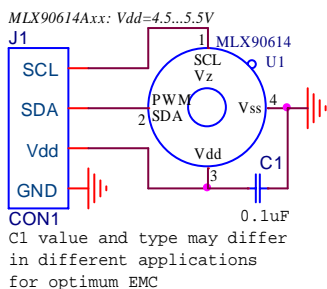 MLX90614Axx: Vdd=4.5...5.5V
J1
1
MLX90614
SCL
SCL
Vz
U1
SDA
PWM
SDA
2
Vss
4
Vdd
Vdd
3
C1
GND
0.1uF
CON1
C1 value and type may differ
in different applications
for optimum EMC